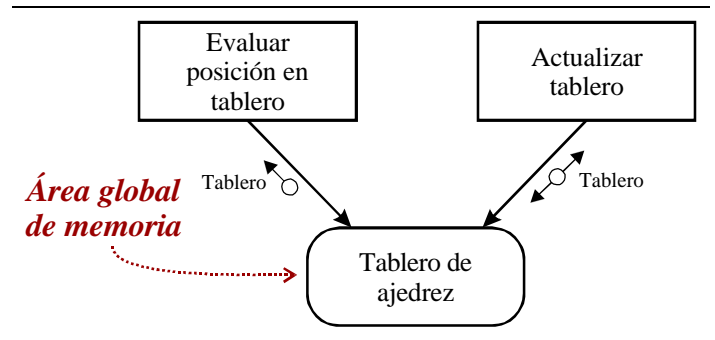 Evaluar
posición en
tablero
Actualizar
tablero
Tablero
Tablero
Área global
de memoria
Tablero de
ajedrez